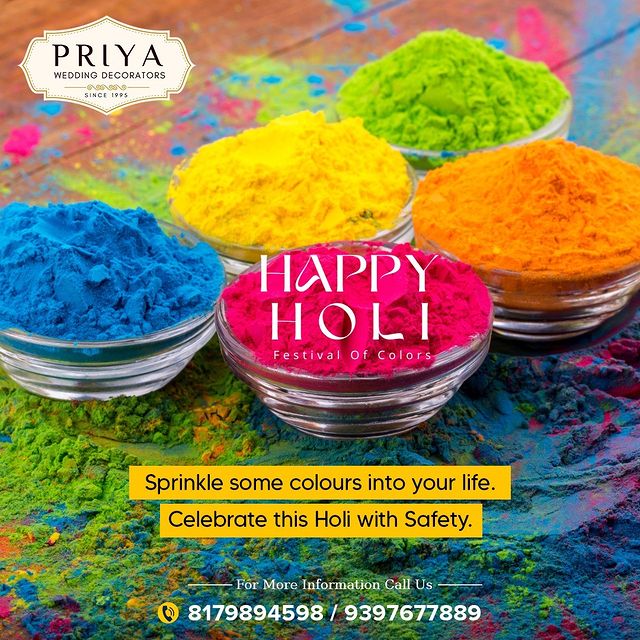 PRIYA
WEDDING DECORATORS
SINCE 1995
HAPPY
HOLI
Festival Of Colors
Sprinkle some colours into your life.
Celebrate this Holi with Safety.
For More Information Call Us
8179894598 / 9397677889